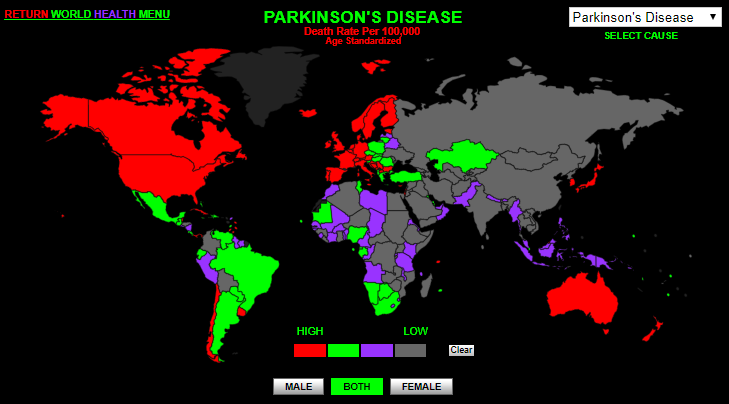 RETURN WORLD HEALTH MENU
PARKINSON'S DISEASE
Death Rate Per 100,000
Age Standardized
Parkinson's Disease
SELECT CAUSE
HIGH LOW
Clear
MALE BOTH FEMALE